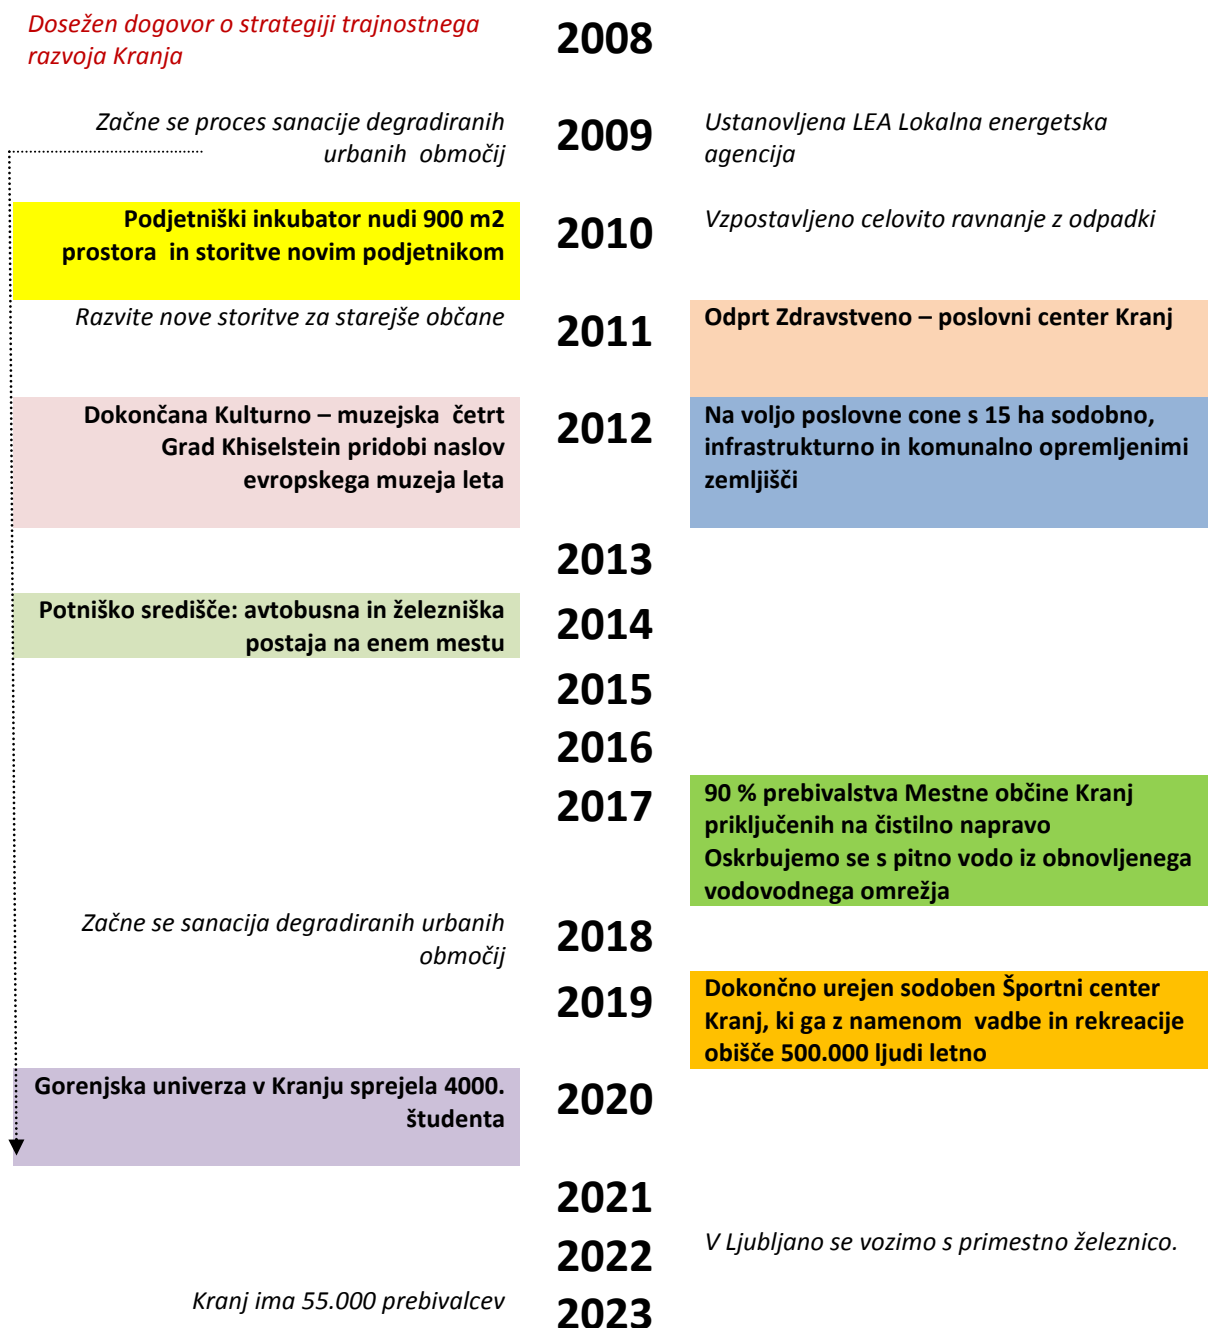 Dosežen dogovor o strategiji trajnostnega
razvoja Kranja
2008
Začne se proces sanacije degradiranih
urbanih območij
2009
Ustanovljena LEA Lokalna energetska
agencija
Podjetniški inkubator nudi 900 m2
prostora in storitve novim podjetnikom
2010
Vzpostavljeno celovito ravnanje z odpadki
Razvite nove storitve za starejše občane
2011
Odprt Zdravstveno – poslovni center Kranj
Dokončana Kulturno – muzejska četrt
Grad Khiselstein pridobi naslov
evropskega muzeja leta
2012
Na voljo poslovne cone s 15 ha sodobno,
infrastrukturno in komunalno opremljenimi
zemljišči
2013
Potniško središče: avtobusna in železniška
postaja na enem mestu
2014
2015
2016
2017
90 % prebivalstva Mestne občine Kranj
priključenih na čistilno napravo
Oskrbujemo se s pitno vodo iz obnovljenega
vodovodnega omrežja
Začne se sanacija degradiranih urbanih
območij
2018
2019
Dokončno urejen sodoben Športni center
Kranj, ki ga z namenom vadbe in rekreacije
obišče 500.000 ljudi letno
Gorenjska univerza v Kranju sprejela 4000.
študenta
2020
2021
2022
V Ljubljano se vozimo s primestno železnico.
Kranj ima 55.000 prebivalcev
2023